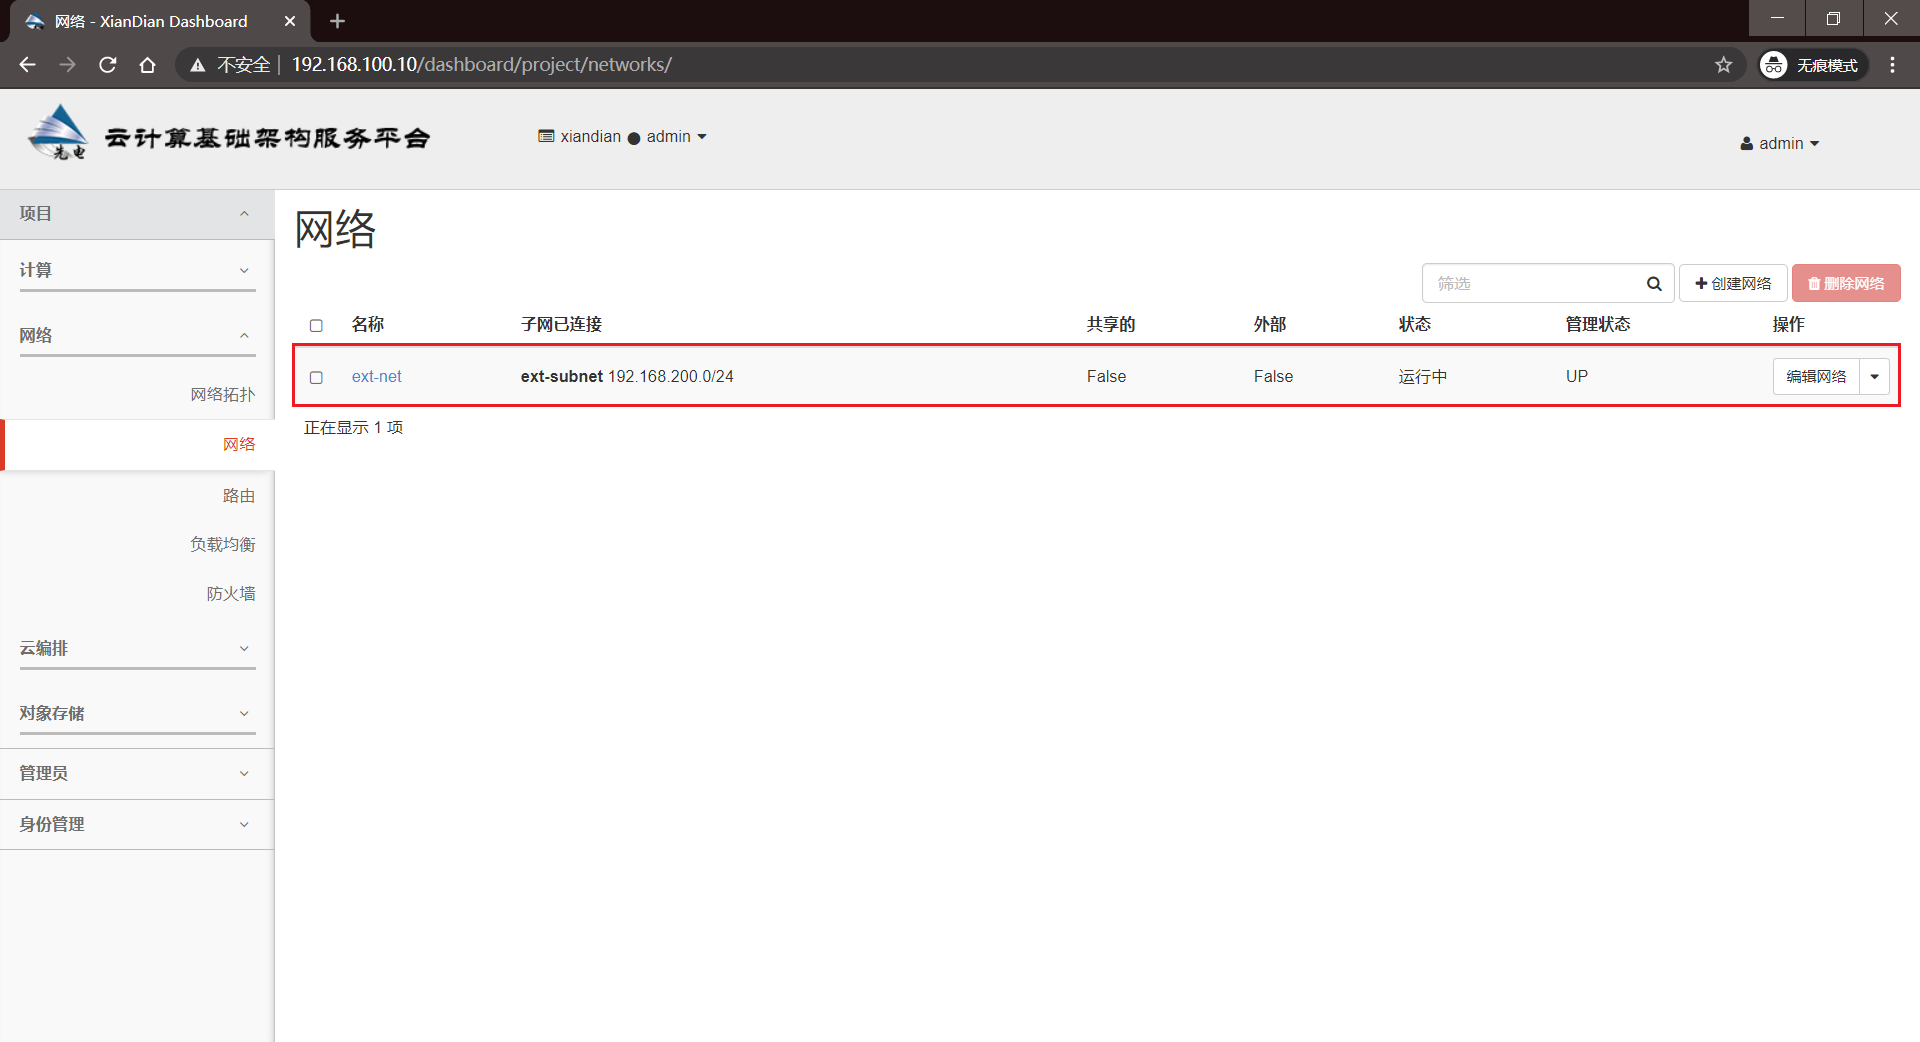 网络 - XianDian Dashboard
不安全 | 192.168.100.10/dashboard/project/networks/
无痕模式
先电
云计算基础架构服务平台
xiandian ● admin
admin
项目
计算
网络
网络拓扑
网络
路由
负载均衡
防火墙
云编排
对象存储
管理员
身份管理
网络
筛选
创建网络
删除网络
名称 子网已连接 共享的 外部 状态 管理状态 操作
ext-net ext-subnet 192.168.200.0/24 False False 运行中 UP 编辑网络
正在显示 1 项